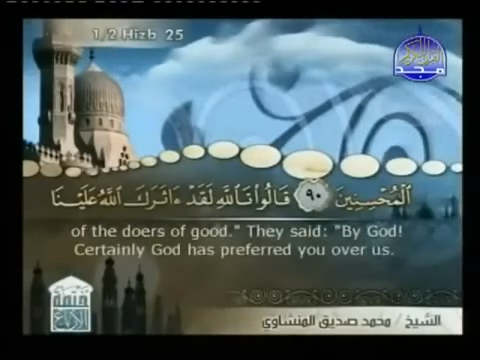 1/2 Hizb 25
المجد
ٱلْمُحْسِنِينَ ٩٠ قَالُوا۟ تَٱللَّهِ لَقَدْ ءَاثَرَكَ ٱللَّهُ عَلَيْنَا
of the doers of good." They said: "By God!
Certainly God has preferred you over us.
الشيخ / محمد صديق المنشاوي